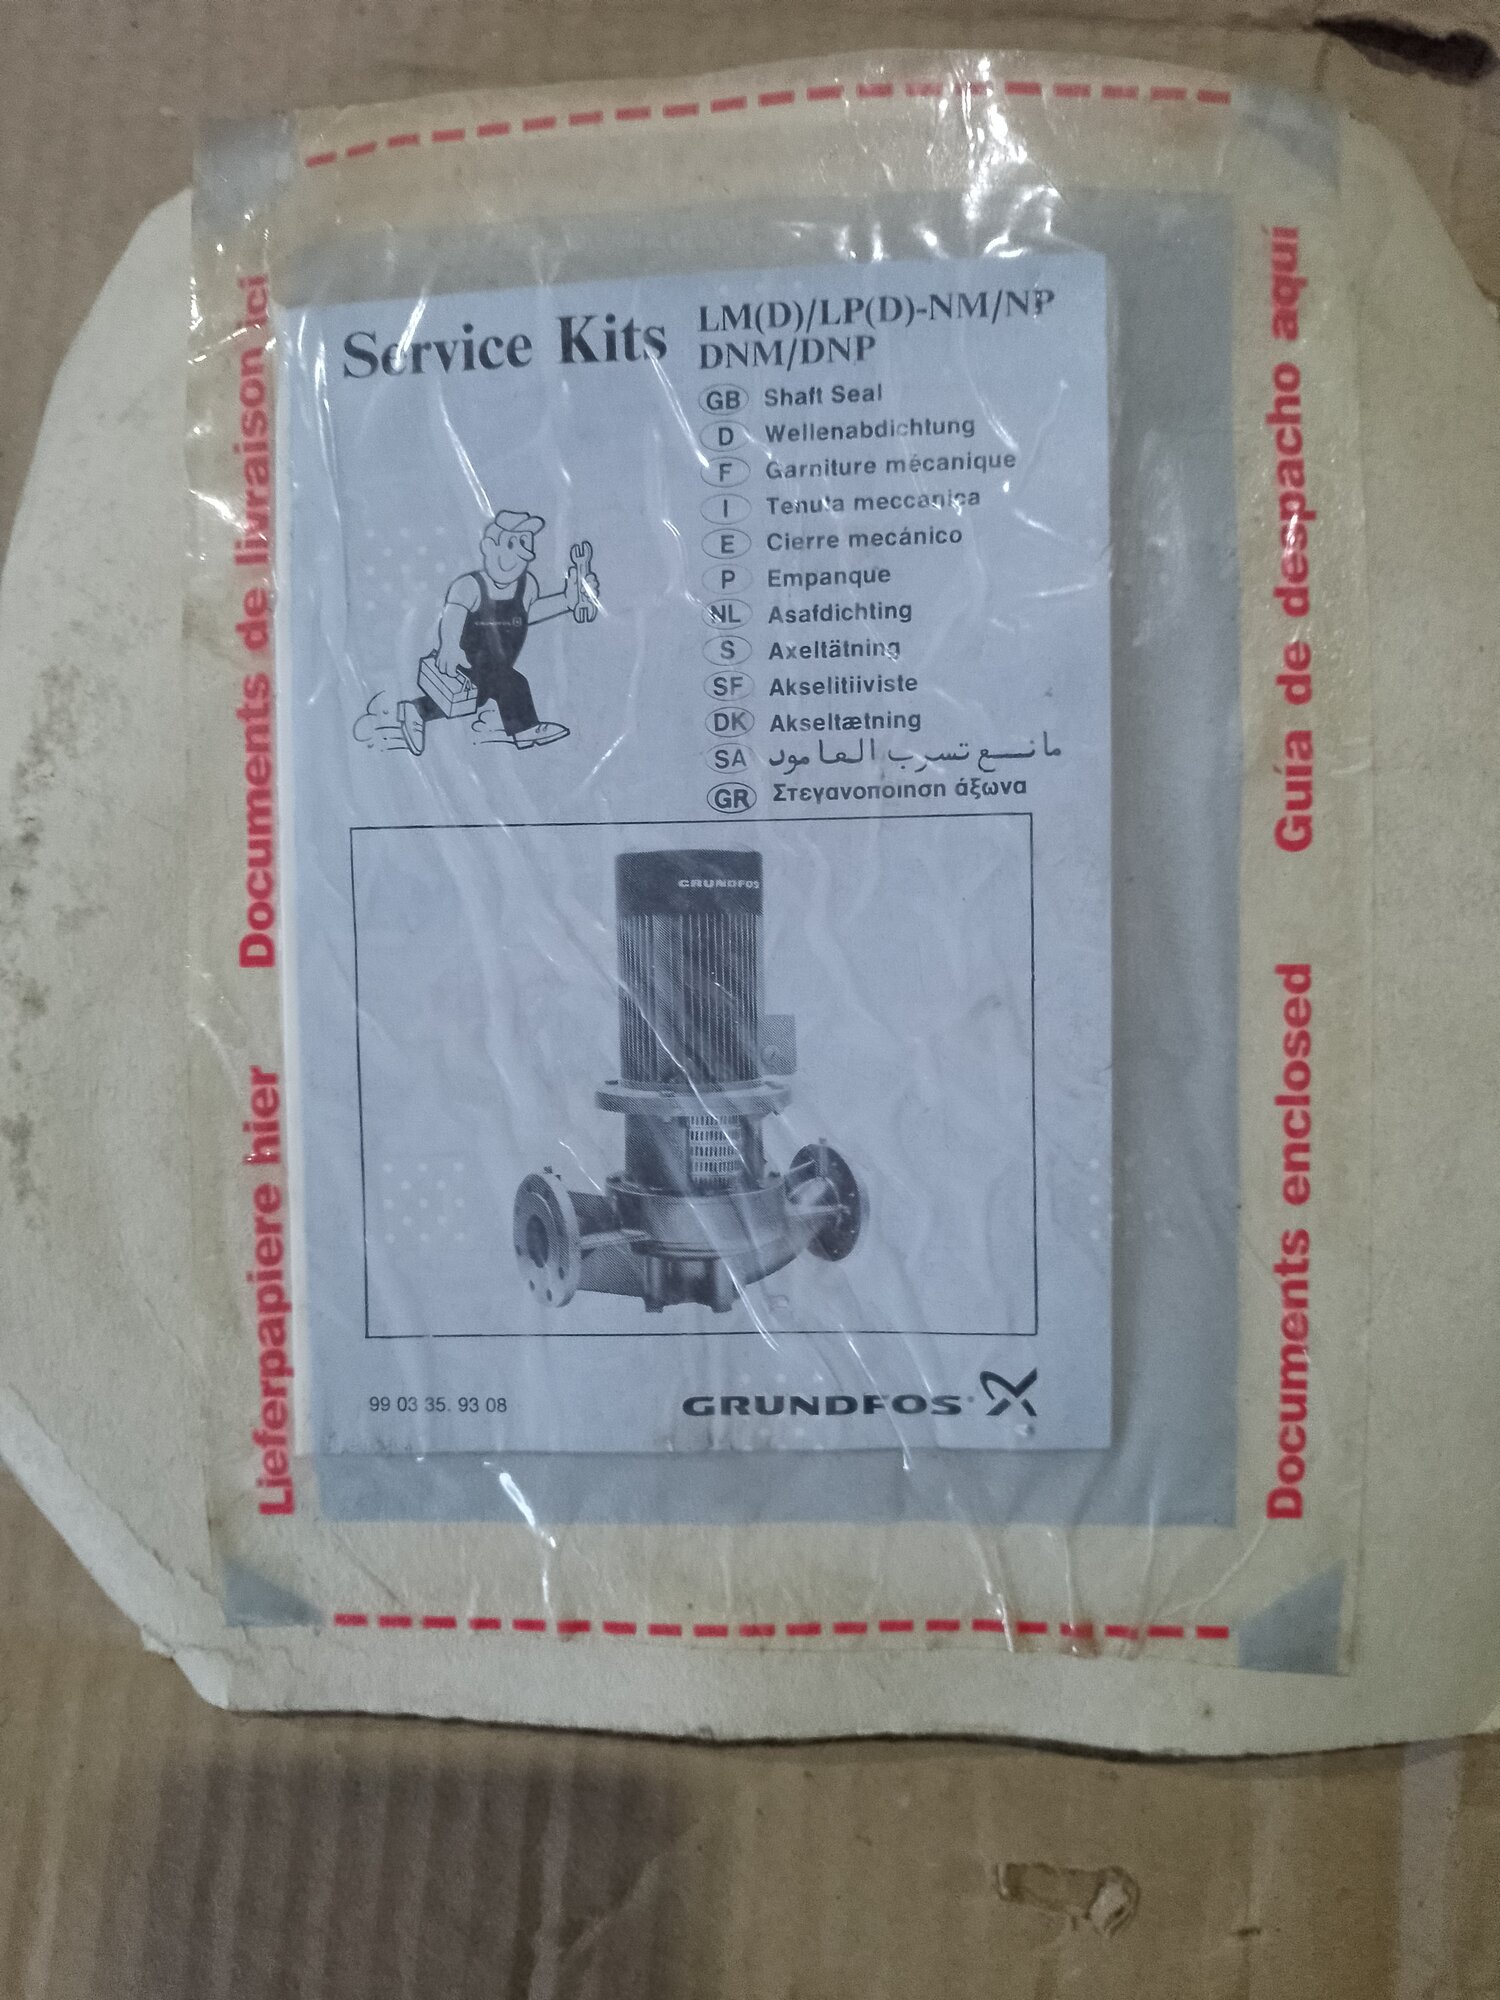 Service Kits
LM(D)/LP(D)-NM/NP
DNM/DNP
GB Shaft Seal
D Wellenabdichtung
F Garniture mécanique
I Tenuta meccanica
E Cierre mecánico
P Empanque
NL Asafdichting
S Axeltätning
SF Akselitiiviste
DK Akseltætning
SA مانع تسرب العامود
GR Στεγανοποιηση άξωνα
GRUNDFOS
GRUNDFOS
99 03 35. 93 08
GRUNDFOS
Lieferpapiere hier
Documents de livraison ici
Documents enclosed
Guía de despacho aquí